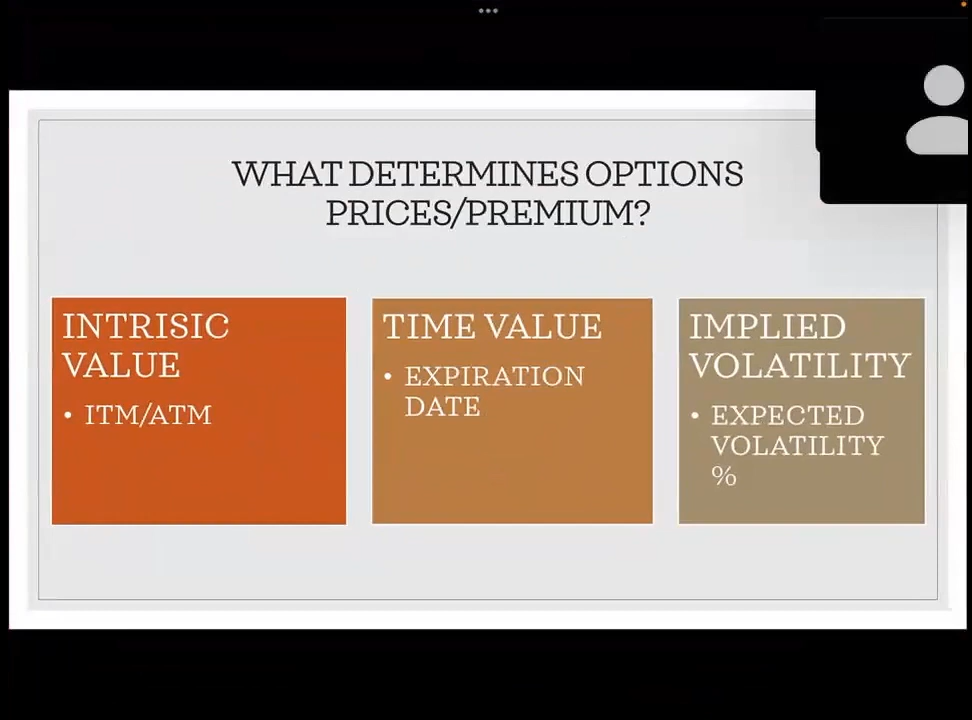 WHAT DETERMINES OPTIONS
PRICES/PREMIUM?
INTRISIC
VALUE
• ITM/ATM
TIME VALUE
• EXPIRATION
DATE
IMPLIED
VOLATILITY
• EXPECTED
VOLATILITY
%